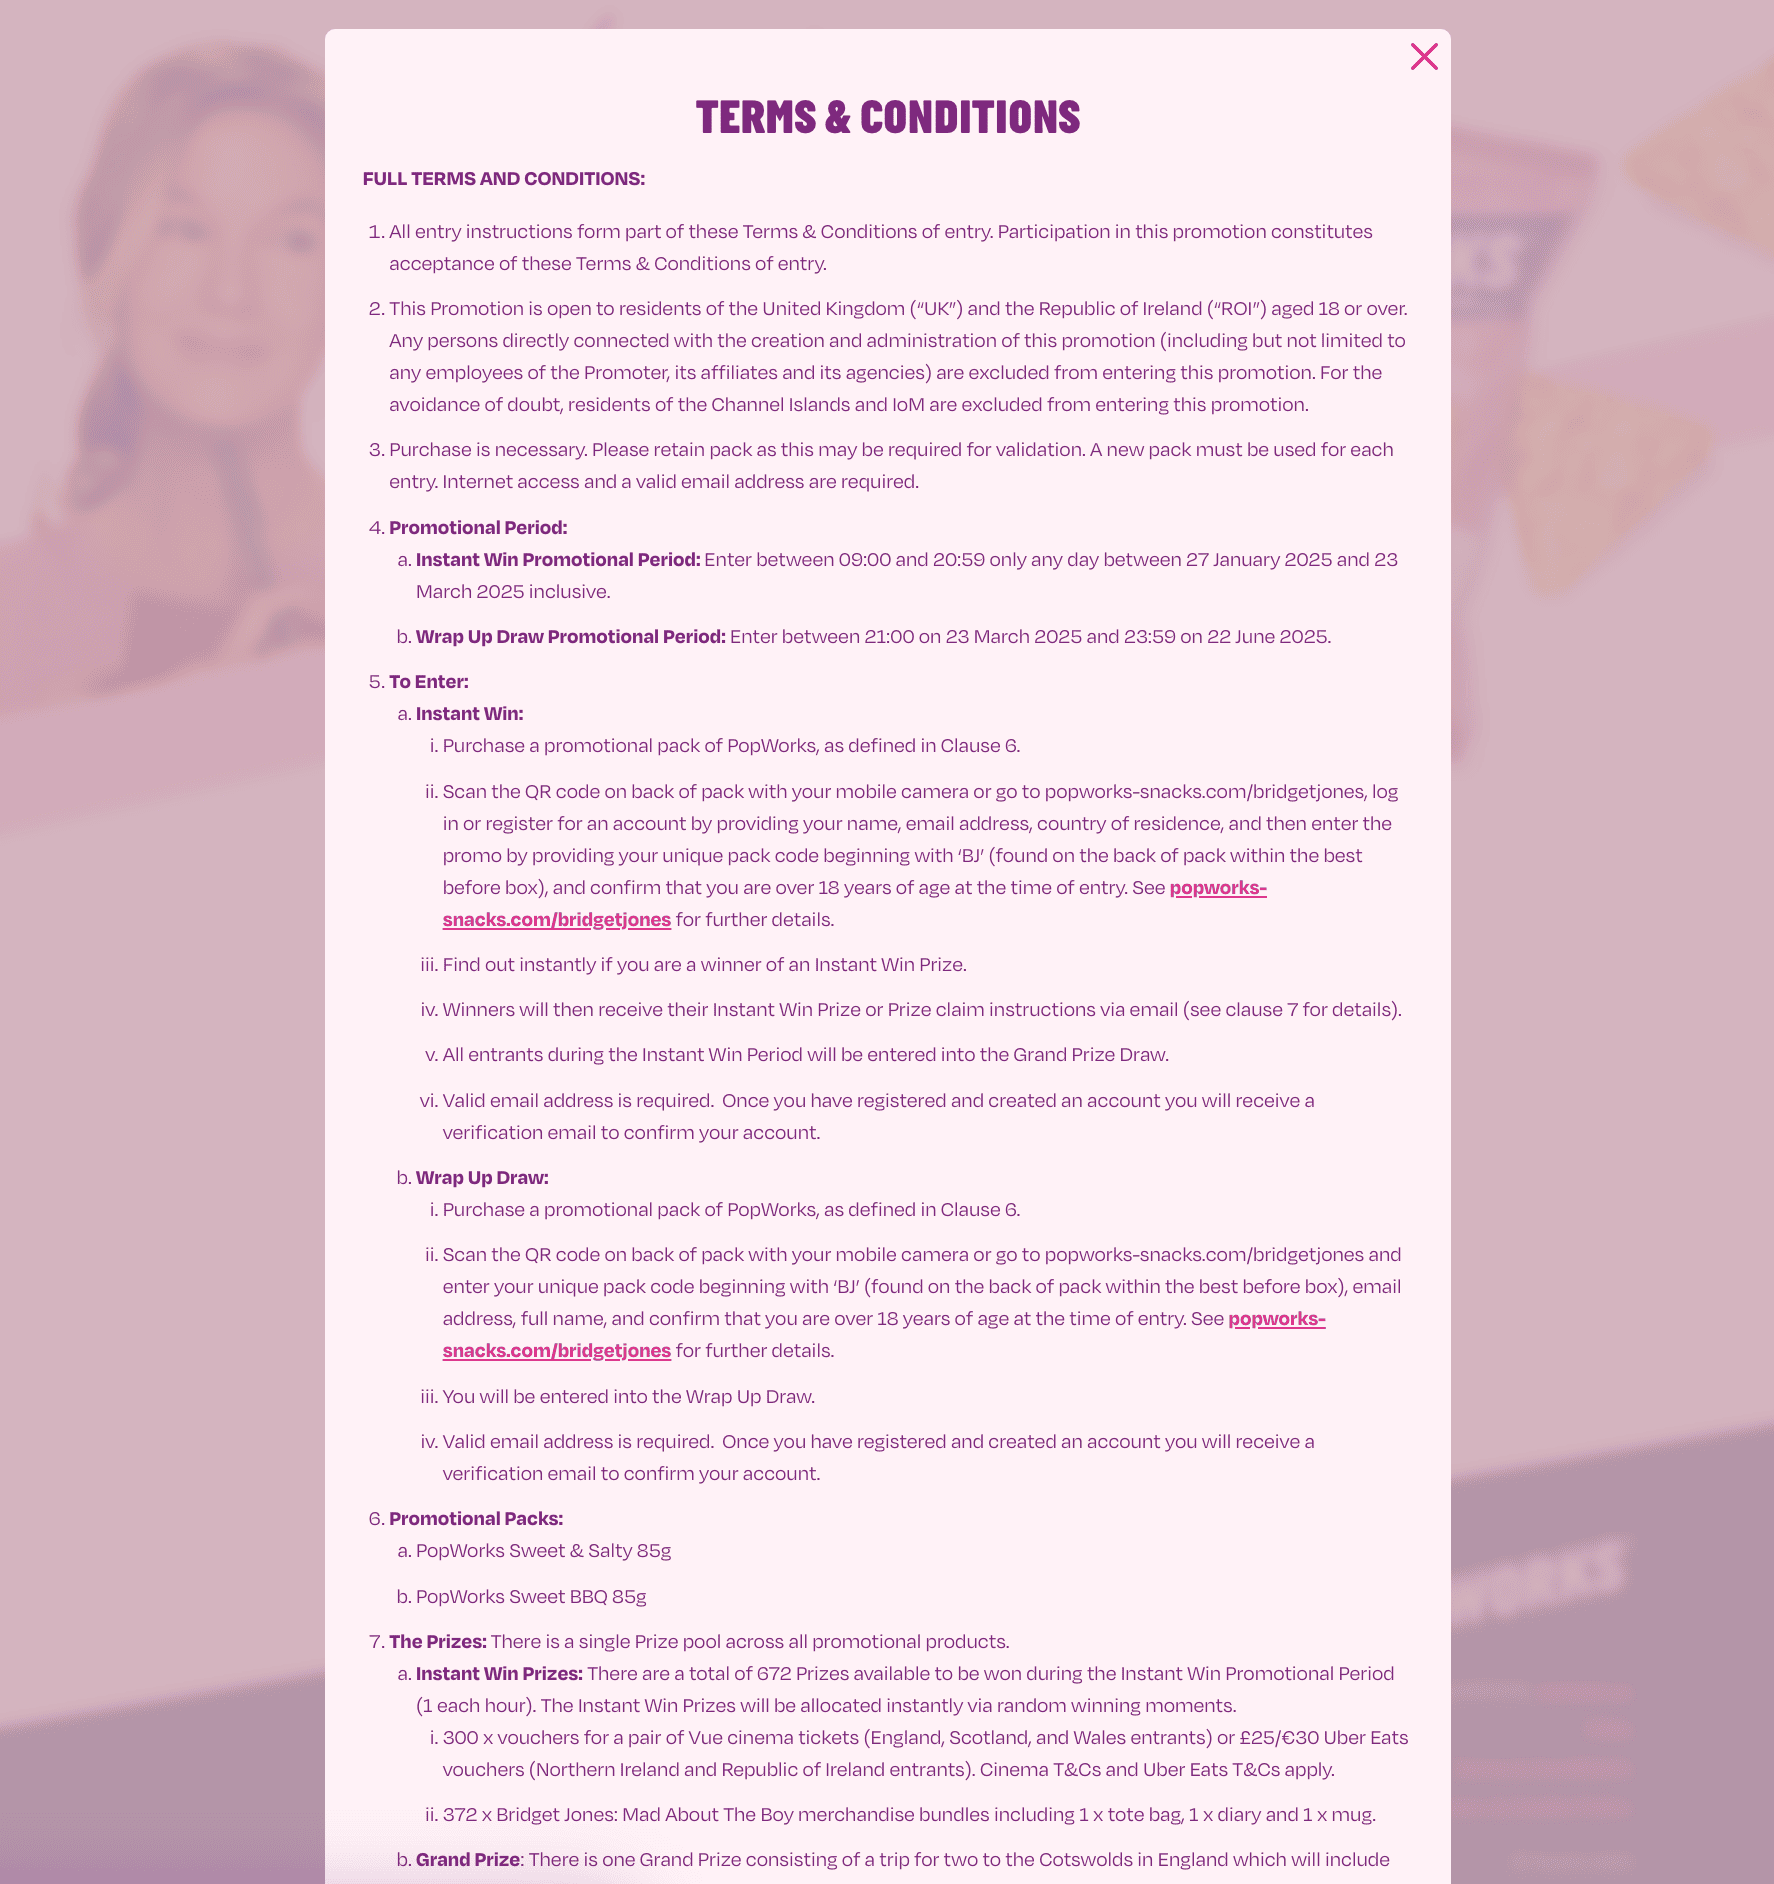 TERMS & CONDITIONS
FULL TERMS AND CONDITIONS:
1. All entry instructions form part of these Terms & Conditions of entry. Participation in this promotion constitutes
acceptance of these Terms & Conditions of entry.
2. This Promotion is open to residents of the United Kingdom (“UK”) and the Republic of Ireland (“ROI”) aged 18 or over.
Any persons directly connected with the creation and administration of this promotion (including but not limited to
any employees of the Promoter, its affiliates and its agencies) are excluded from entering this promotion. For the
avoidance of doubt, residents of the Channel Islands and IoM are excluded from entering this promotion.
3. Purchase is necessary. Please retain pack as this may be required for validation. A new pack must be used for each
entry. Internet access and a valid email address are required.
4. Promotional Period:
a. Instant Win Promotional Period: Enter between 09:00 and 20:59 only any day between 27 January 2025 and 23
March 2025 inclusive.
b. Wrap Up Draw Promotional Period: Enter between 21:00 on 23 March 2025 and 23:59 on 22 June 2025.
5. To Enter:
a. Instant Win:
i. Purchase a promotional pack of PopWorks, as defined in Clause 6.
ii. Scan the QR code on back of pack with your mobile camera or go to popworks-snacks.com/bridgetjones, log
in or register for an account by providing your name, email address, country of residence, and then enter the
promo by providing your unique pack code beginning with ‘BJ’ (found on the back of pack within the best
before box), and confirm that you are over 18 years of age at the time of entry. See popworks-
snacks.com/bridgetjones for further details.
iii. Find out instantly if you are a winner of an Instant Win Prize.
iv. Winners will then receive their Instant Win Prize or Prize claim instructions via email (see clause 7 for details).
v. All entrants during the Instant Win Period will be entered into the Grand Prize Draw.
vi. Valid email address is required.  Once you have registered and created an account you will receive a
verification email to confirm your account.
b. Wrap Up Draw:
i. Purchase a promotional pack of PopWorks, as defined in Clause 6.
ii. Scan the QR code on back of pack with your mobile camera or go to popworks-snacks.com/bridgetjones and
enter your unique pack code beginning with ‘BJ’ (found on the back of pack within the best before box), email
address, full name, and confirm that you are over 18 years of age at the time of entry. See popworks-
snacks.com/bridgetjones for further details.
iii. You will be entered into the Wrap Up Draw.
iv. Valid email address is required.  Once you have registered and created an account you will receive a
verification email to confirm your account.
6. Promotional Packs:
a. PopWorks Sweet & Salty 85g
b. PopWorks Sweet BBQ 85g
7. The Prizes: There is a single Prize pool across all promotional products.
a. Instant Win Prizes: There are a total of 672 Prizes available to be won during the Instant Win Promotional Period
(1 each hour). The Instant Win Prizes will be allocated instantly via random winning moments.
i. 300 x vouchers for a pair of Vue cinema tickets (England, Scotland, and Wales entrants) or £25/€30 Uber Eats
vouchers (Northern Ireland and Republic of Ireland entrants). Cinema T&Cs and Uber Eats T&Cs apply.
ii. 372 x Bridget Jones: Mad About The Boy merchandise bundles including 1 x tote bag, 1 x diary and 1 x mug.
b. Grand Prize: There is one Grand Prize consisting of a trip for two to the Cotswolds in England which will include